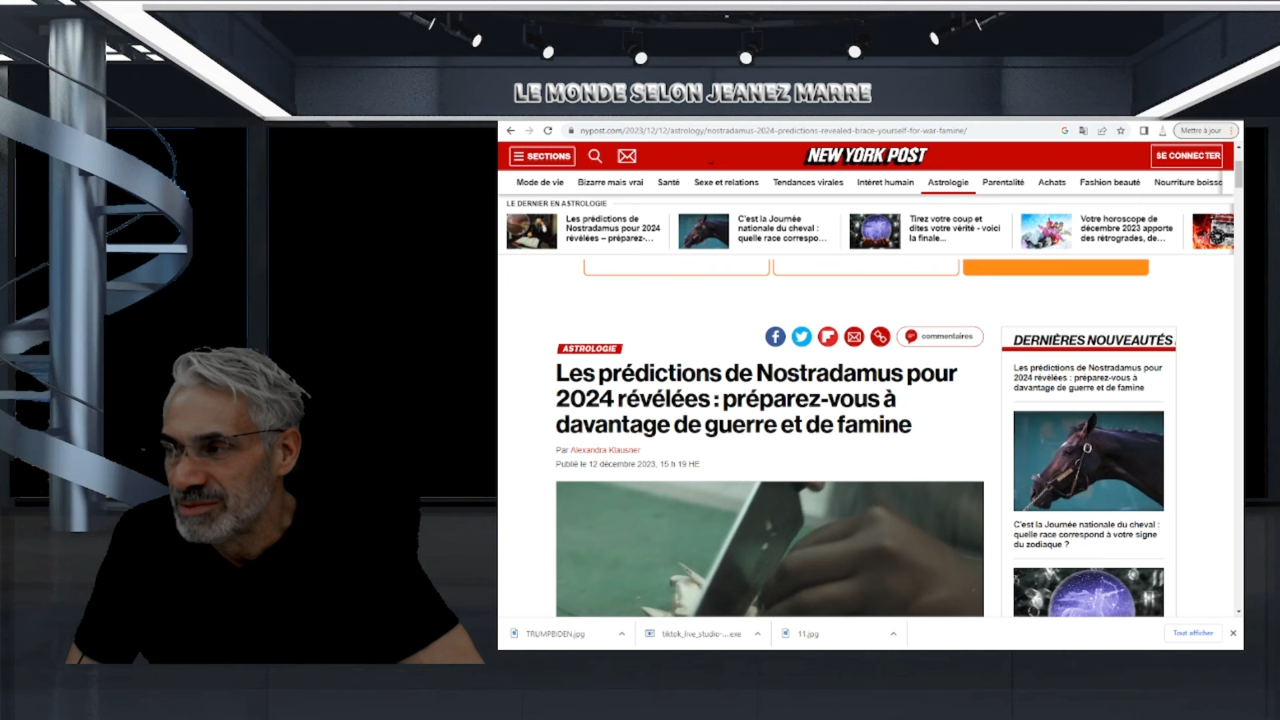 LE MONDE SELON JEANEZ MARRE
nypost.com/2023/12/12/astrology/nostradamus-2024-predictions-revealed-brace-yourself-for-war-famine/
Mettre à jour
SECTIONS
NEW YORK POST
SE CONNECTER
Mode de vie Bizarre mais vrai Santé Sexe et relations Tendances virales Intérêt humain Astrologie Parentalité Achats Fashion beauté Nourriture boisso
LE DERNIER EN ASTROLOGIE
Les prédictions de
Nostradamus pour 2024
révélées – préparez-…
C'est la Journée
nationale du cheval :
quelle race correspo…
Tirez votre coup et
dites votre vérité - voici
la finale...
Votre horoscope de
décembre 2023 apporte
des rétrogrades, de…
commentaires
ASTROLOGIE
Les prédictions de Nostradamus pour
2024 révélées : préparez-vous à
davantage de guerre et de famine
Par Alexandra Klausner
Publié le 12 décembre 2023, 15 h 19 HE
DERNIÈRES NOUVEAUTÉS
Les prédictions de Nostradamus pour
2024 révélées : préparez-vous à
davantage de guerre et de famine
C'est la Journée nationale du cheval :
quelle race correspond à votre signe
du zodiaque ?
TRUMPBIDEN.jpg
tiktok_live_studio-....exe
11.jpg
Tout afficher